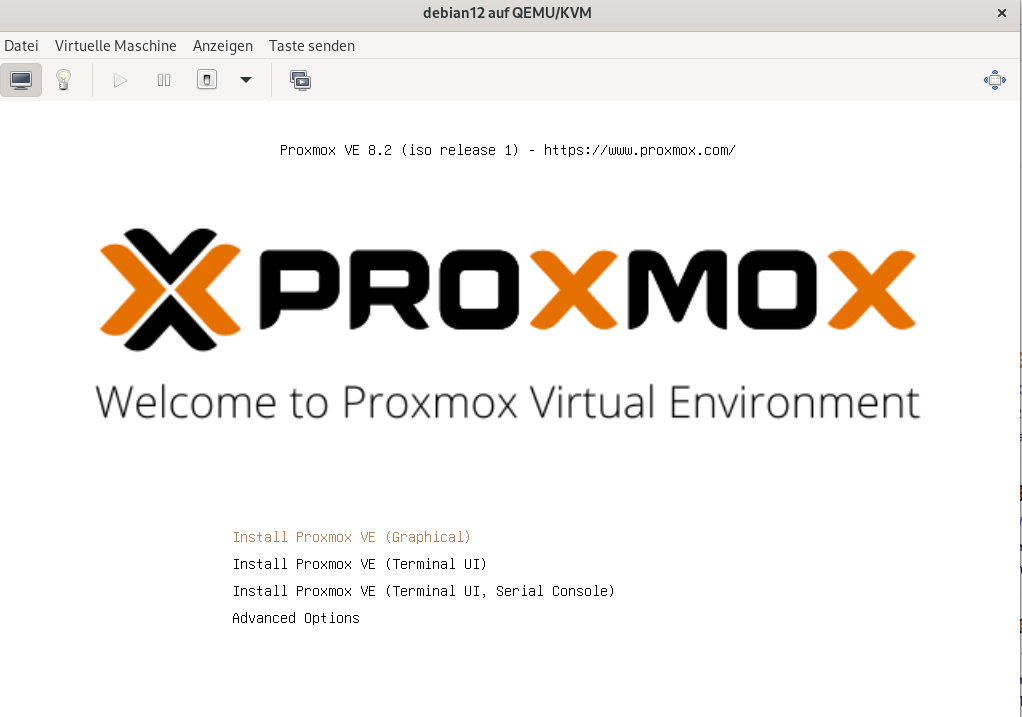 debian12 auf QEMU/KVM
Datei Virtuelle Maschine Anzeigen Taste senden
Proxmox VE 8.2 (iso release 1) - https://www.proxmox.com/
PROXMOX
Welcome to Proxmox Virtual Environment
Install Proxmox VE (Graphical)
Install Proxmox VE (Terminal UI)
Install Proxmox VE (Terminal UI, Serial Console)
Advanced Options